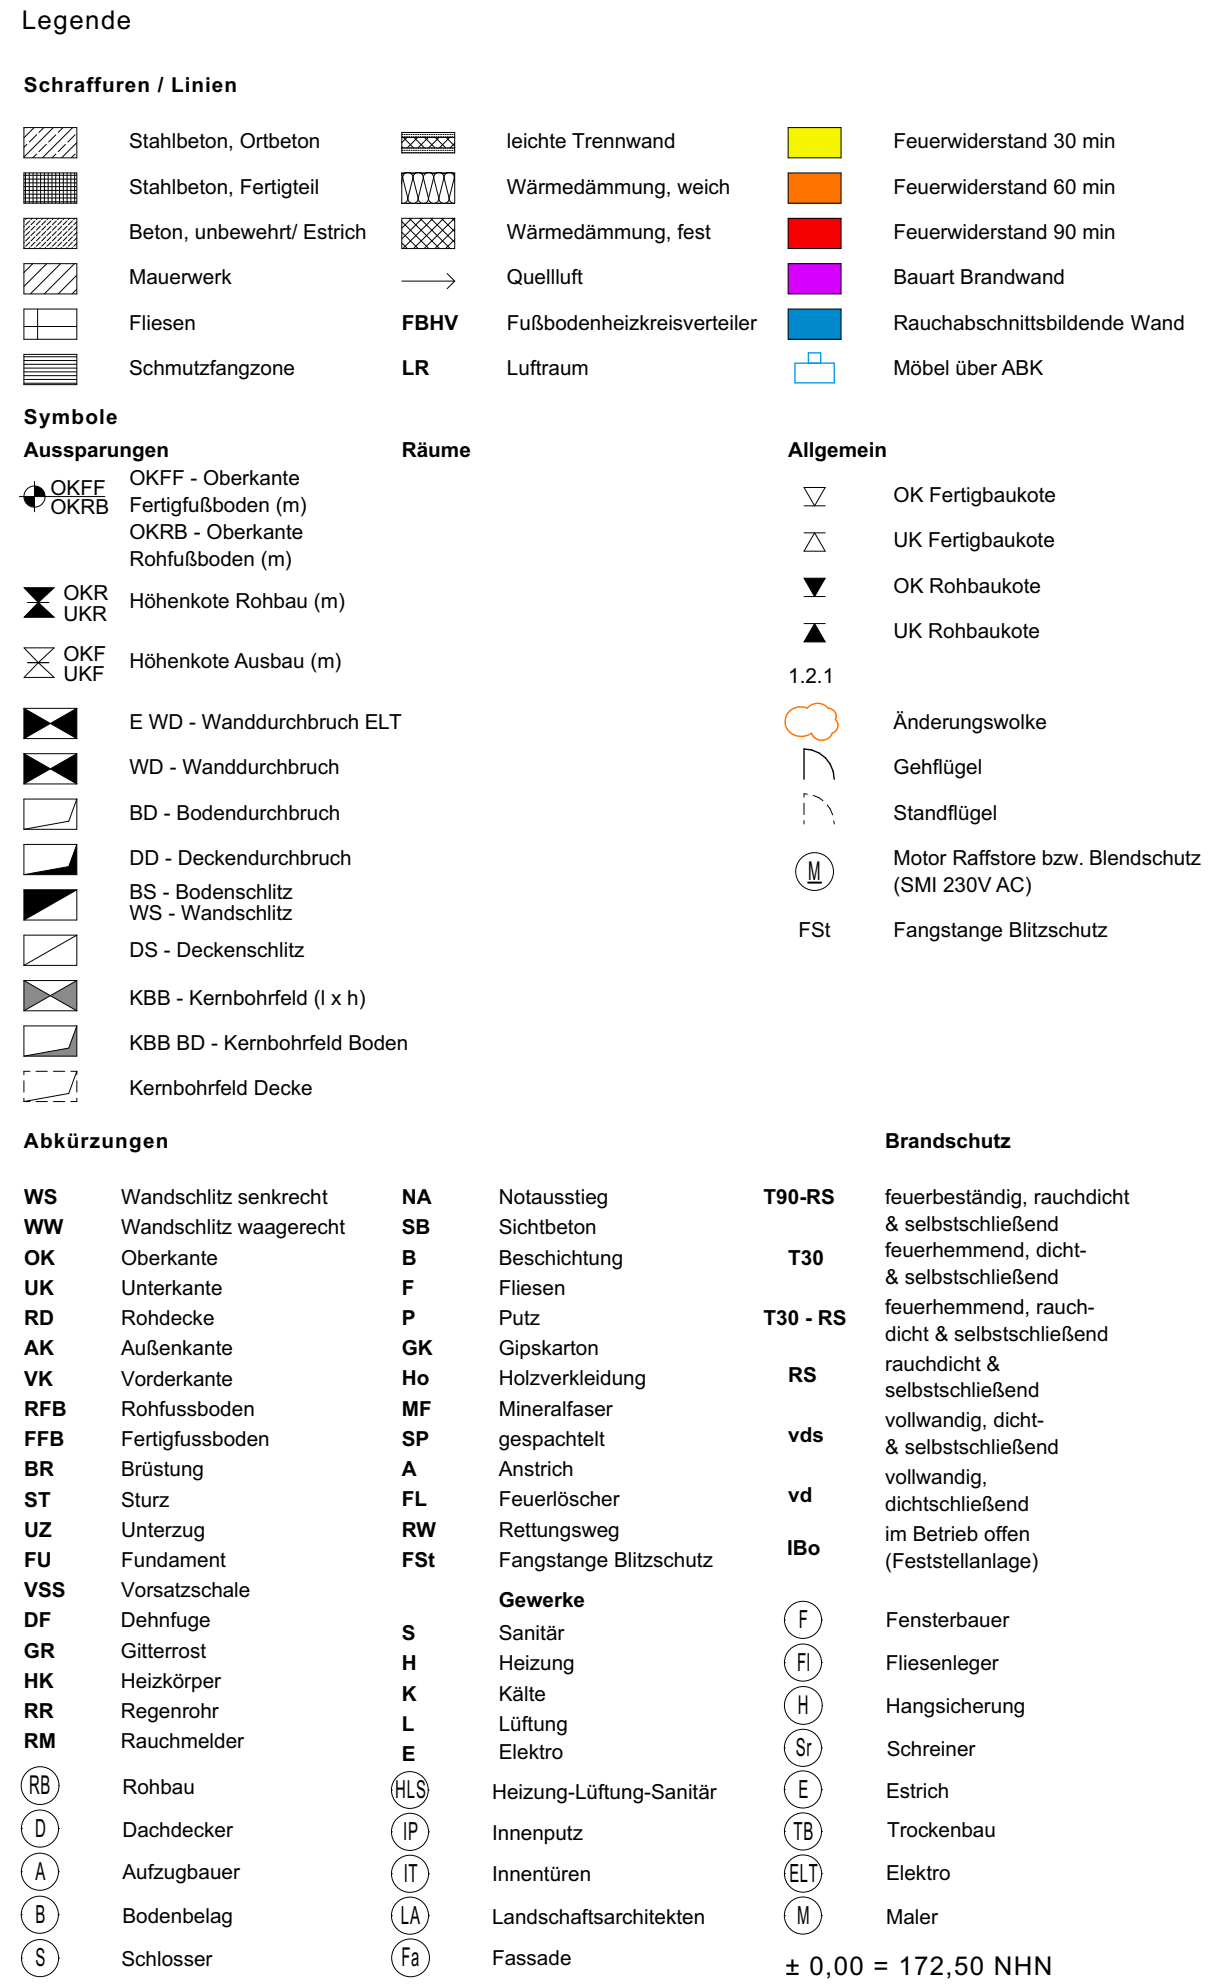 Legende
Schraffuren / Linien
Stahlbeton, Ortbeton
Stahlbeton, Fertigteil
Beton, unbewehrt/ Estrich
Mauerwerk
Fliesen
Schmutzfangzone
leichte Trennwand
Wärmedämmung, weich
Wärmedämmung, fest
Quellluft
FBHV Fußbodenheizkreisverteiler
LR Luftraum
Feuerwiderstand 30 min
Feuerwiderstand 60 min
Feuerwiderstand 90 min
Bauart Brandwand
Rauchabschnittsbildende Wand
Möbel über ABK
Symbole
Aussparungen
OKFF
OKRB
OKFF - Oberkante
Fertigfußboden (m)
OKRB - Oberkante
Rohfußboden (m)
OKR
UKR
Höhenkote Rohbau (m)
OKF
UKF
Höhenkote Ausbau (m)
E WD - Wanddurchbruch ELT
WD - Wanddurchbruch
BD - Bodendurchbruch
DD - Deckendurchbruch
BS - Bodenschlitz
WS - Wandschlitz
DS - Deckenschlitz
KBB - Kernbohrfeld (l x h)
KBB BD - Kernbohrfeld Boden
Kernbohrfeld Decke
Räume
Allgemein
OK Fertigbaukote
UK Fertigbaukote
OK Rohbaukote
UK Rohbaukote
1.2.1
Änderungswolke
Gehflügel
Standflügel
M Motor Raffstore bzw. Blendschutz
(SMI 230V AC)
FSt Fangstange Blitzschutz
Abkürzungen
WS Wandschlitz senkrecht
WW Wandschlitz waagerecht
OK Oberkante
UK Unterkante
RD Rohdecke
AK Außenkante
VK Vorderkante
RFB Rohfussboden
FFB Fertigfussboden
BR Brüstung
ST Sturz
UZ Unterzug
FU Fundament
VSS Vorsatzschale
DF Dehnfuge
GR Gitterrost
HK Heizkörper
RR Regenrohr
RM Rauchmelder
RB Rohbau
D Dachdecker
A Aufzugbauer
B Bodenbelag
S Schlosser
NA Notausstieg
SB Sichtbeton
B Beschichtung
F Fliesen
P Putz
GK Gipskarton
Ho Holzverkleidung
MF Mineralfaser
SP gespachtelt
A Anstrich
FL Feuerlöscher
RW Rettungsweg
FSt Fangstange Blitzschutz
Gewerke
S Sanitär
H Heizung
K Kälte
L Lüftung
E Elektro
HLS Heizung-Lüftung-Sanitär
IP Innenputz
IT Innentüren
LA Landschaftsarchitekten
Fa Fassade
Brandschutz
T90-RS feuerbeständig, rauchdicht
& selbstschließend
T30 feuerhemmend, dicht-
& selbstschließend
T30 - RS feuerhemmend, rauch-
dicht & selbstschließend
RS rauchdicht &
selbstschließend
vds vollwandig, dicht-
& selbstschließend
vd vollwandig,
dichtschließend
IBo im Betrieb offen
(Feststellanlage)
F Fensterbauer
Fl Fliesenleger
H Hangsicherung
Sr Schreiner
E Estrich
TB Trockenbau
ELT Elektro
M Maler
± 0,00 = 172,50 NHN